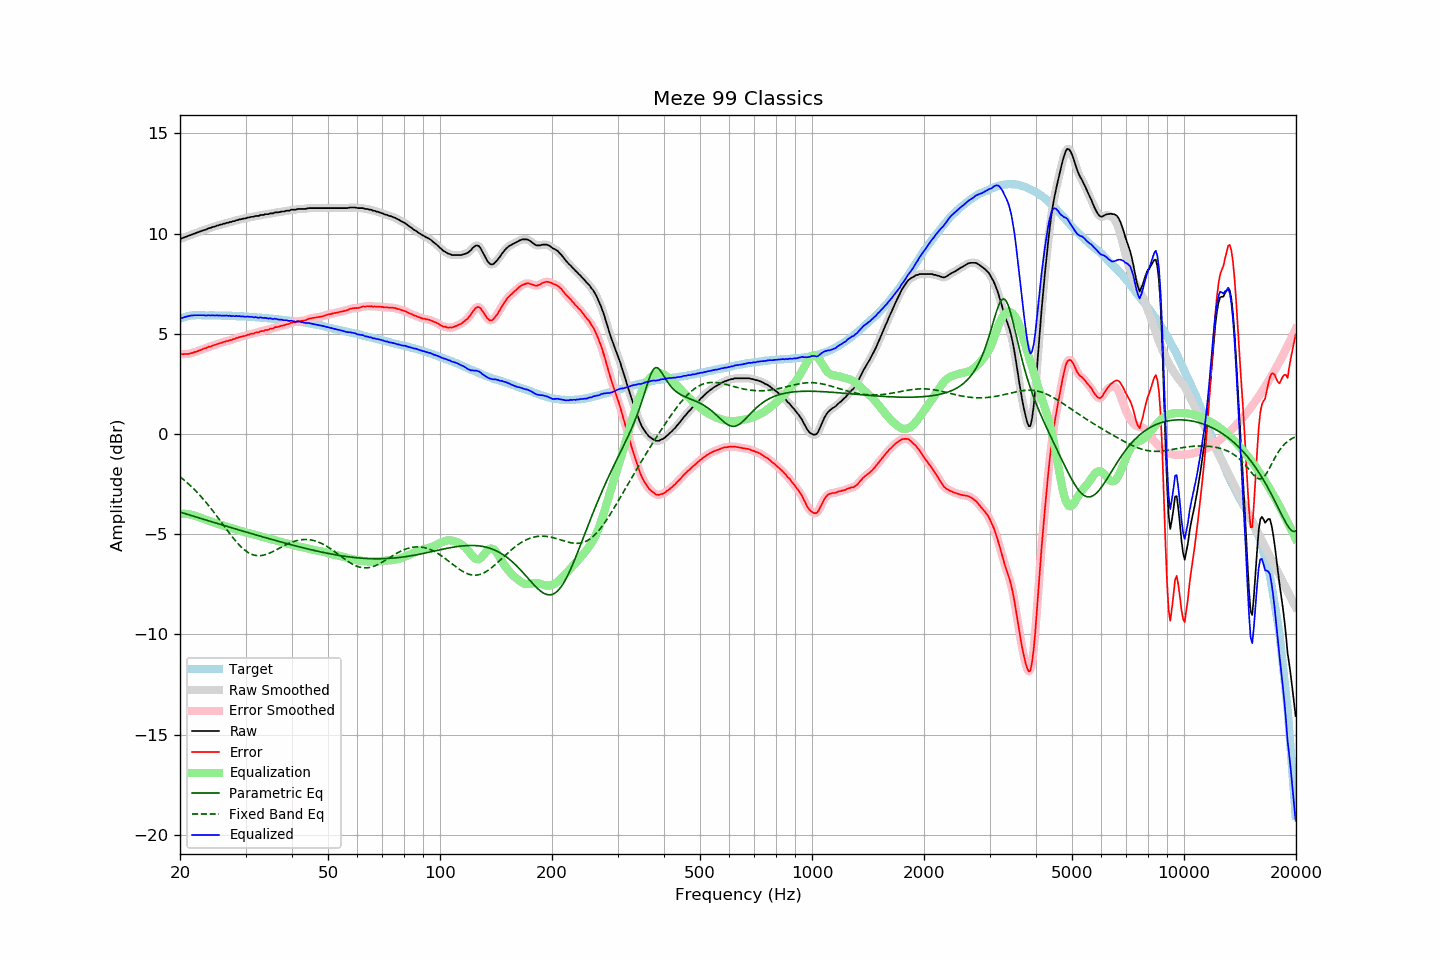 Meze 99 Classics
Amplitude (dBr)
15
10
5
0
−5
−10
−15
−20
Target
Raw Smoothed
Error Smoothed
Raw
Error
Equalization
Parametric Eq
Fixed Band Eq
Equalized
20 50 100 200 500 1000 2000 5000 10000 20000
Frequency (Hz)